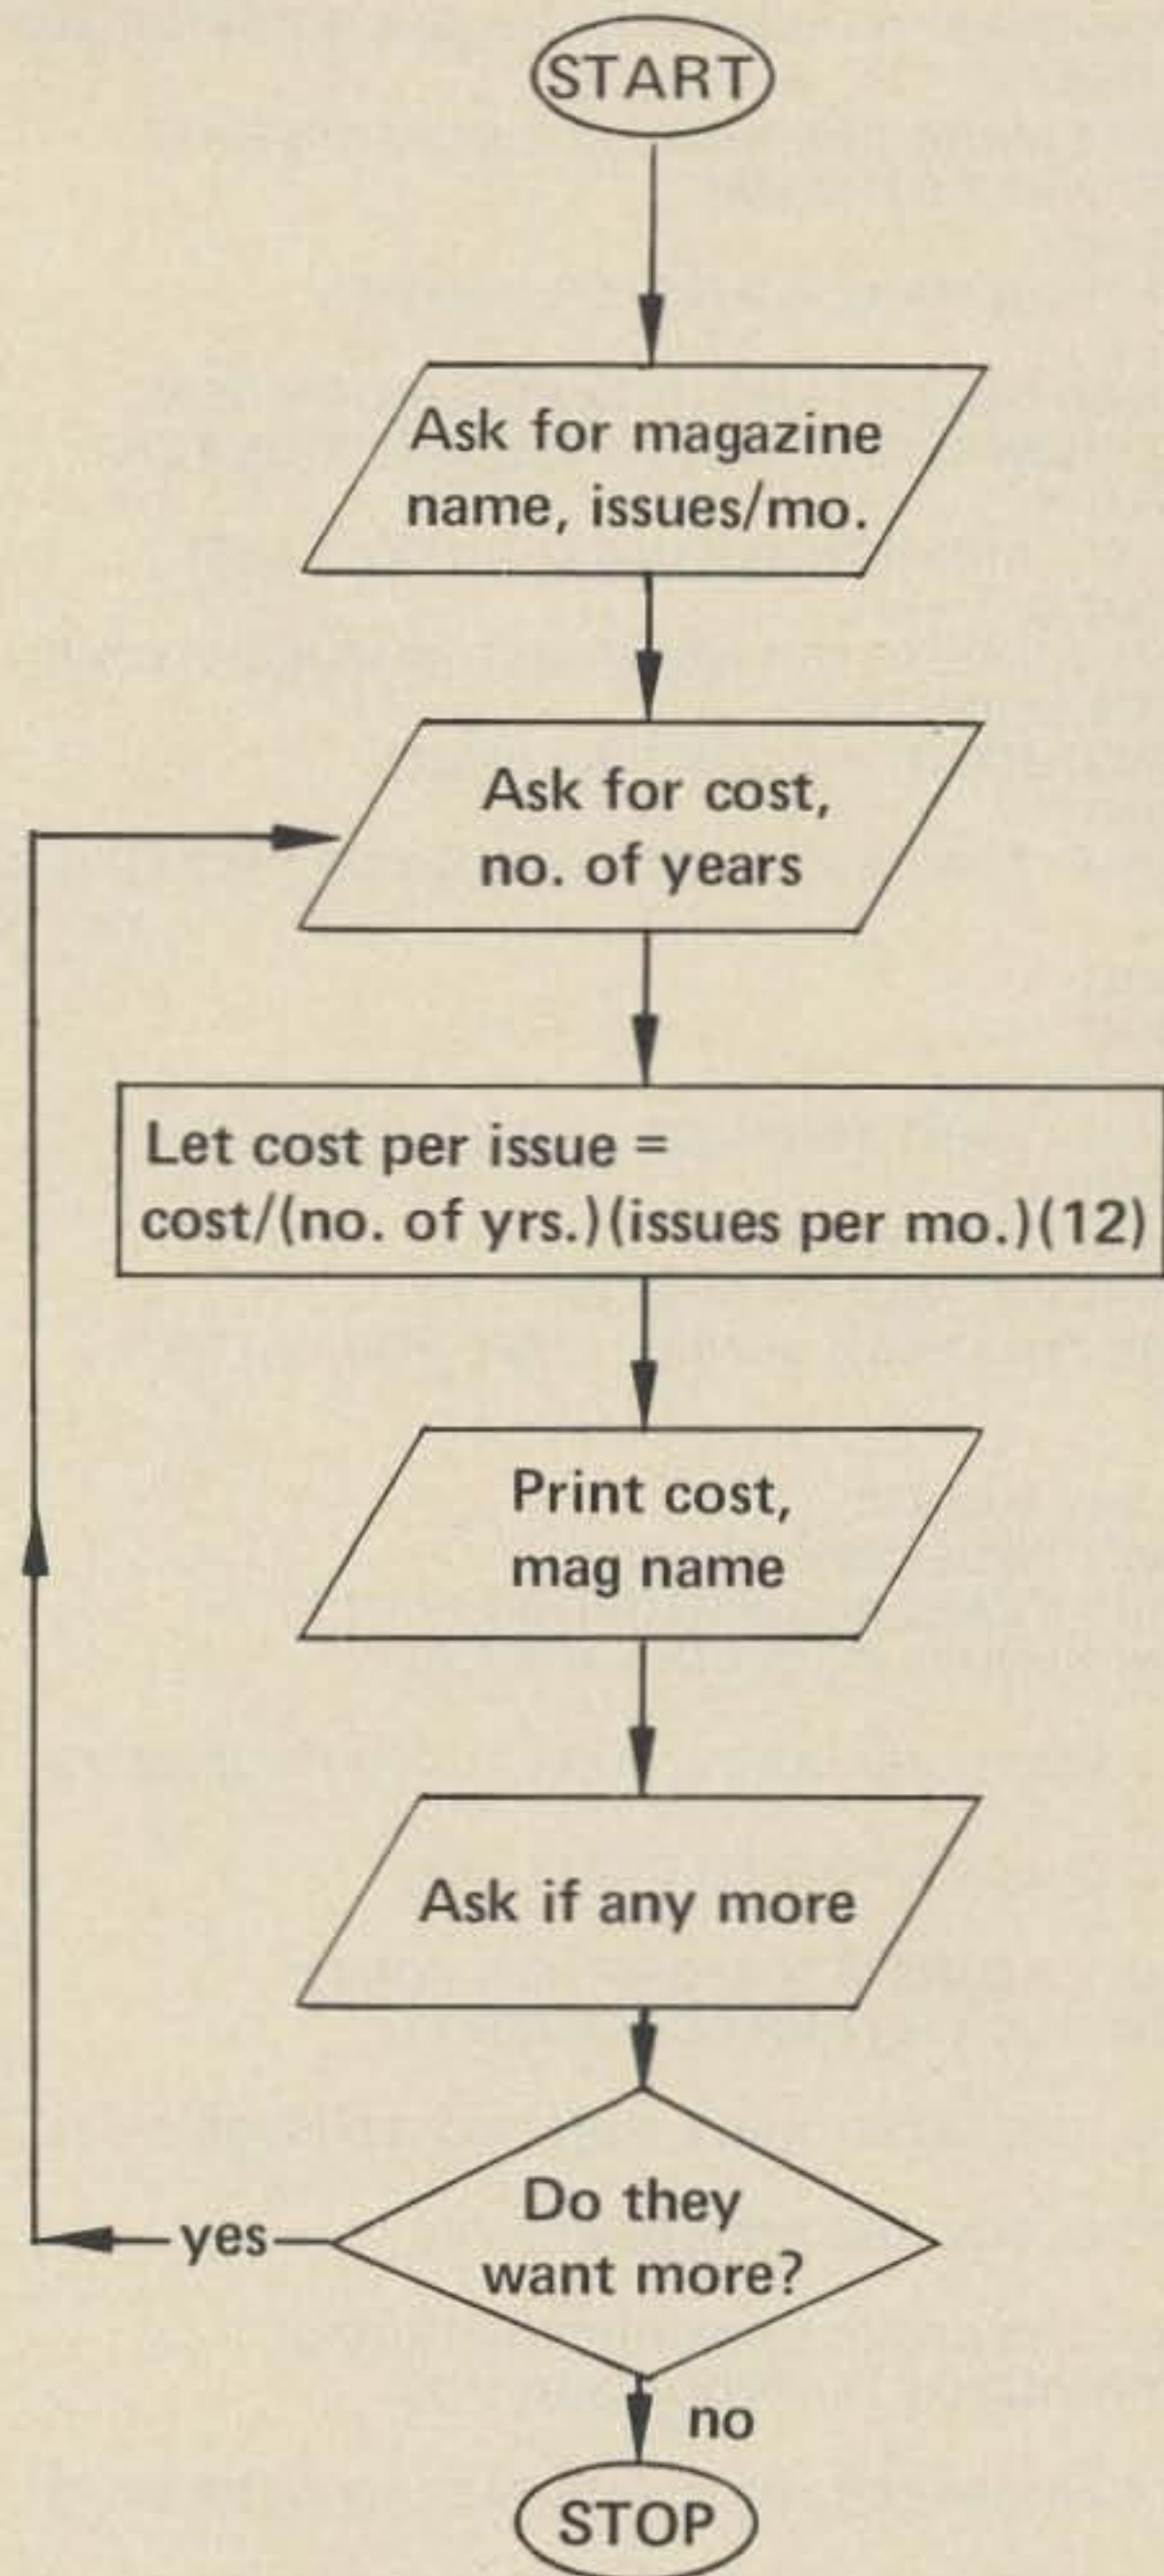 START
Ask for magazine
name, issues/mo.
Ask for cost,
no. of years
Let cost per issue =
cost/(no. of yrs.)(issues per mo.)(12)
Print cost,
mag name
Ask if any more
Do they
want more?
yes
no
STOP